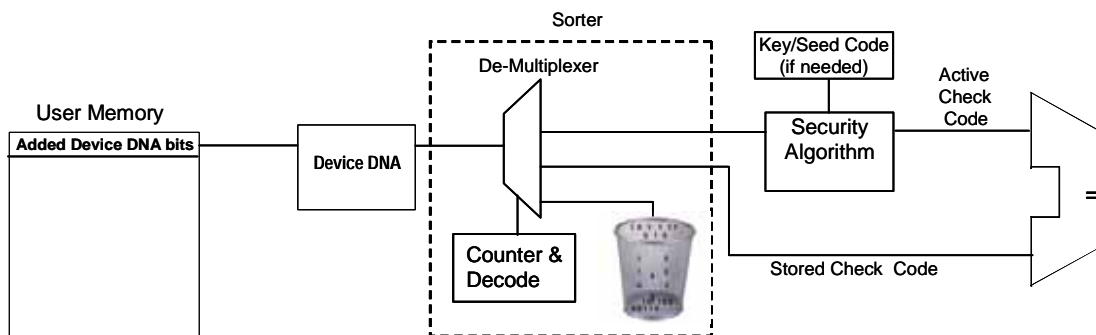 Sorter
Key/Seed Code
(if needed)
De-Multiplexer
Active
Check
Code
User Memory
Added Device DNA bits
Device DNA
Security
Algorithm
Counter &
Decode
Stored Check Code
=